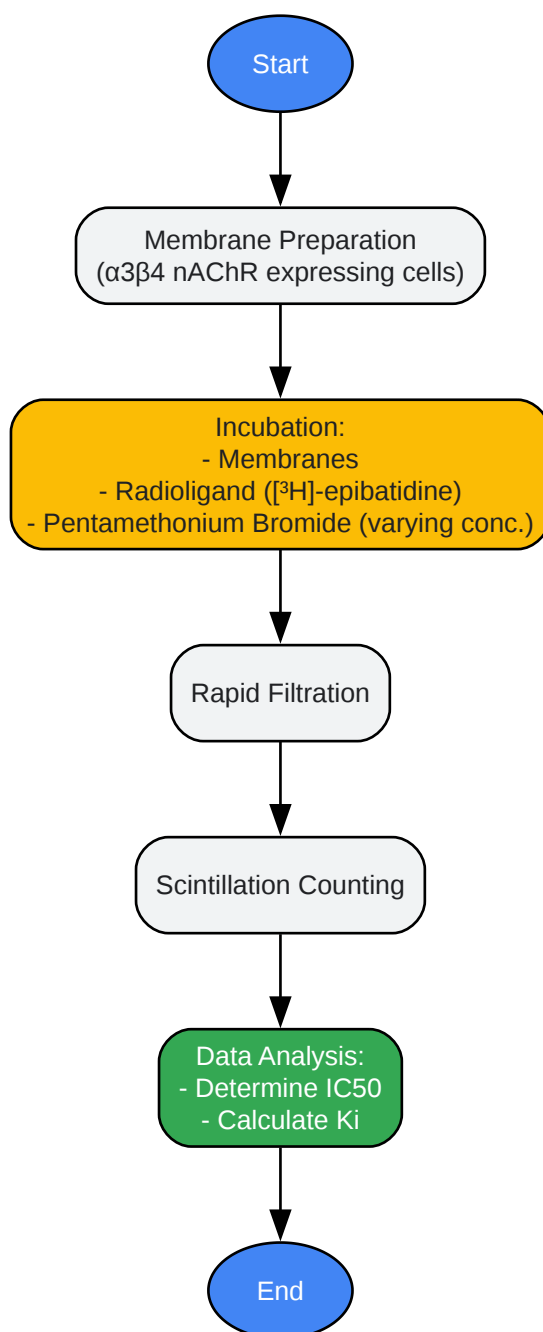 Start
Membrane Preparation
(α3β4 nAChR expressing cells)
Incubation:
- Membranes
- Radioligand ([³H]-epibatidine)
- Pentamethonium Bromide (varying conc.)
Rapid Filtration
Scintillation Counting
Data Analysis:
- Determine IC50
- Calculate Ki
End